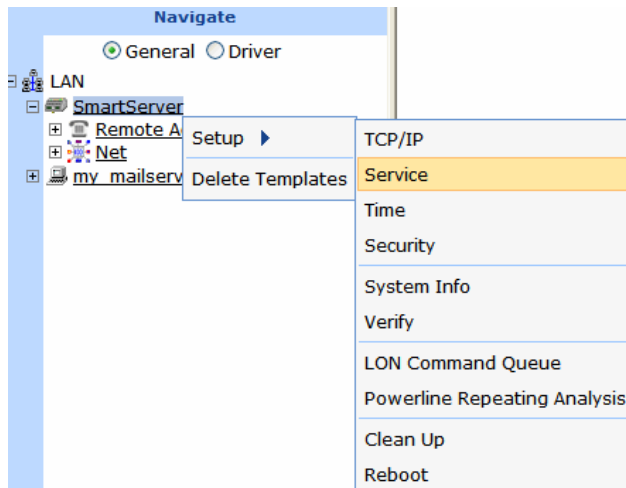 Navigate
General Driver
LAN
SmartServer
Remote A
Net
my_mailserv
Setup
Delete Templates
TCP/IP
Service
Time
Security
System Info
Verify
LON Command Queue
Powerline Repeating Analysis
Clean Up
Reboot